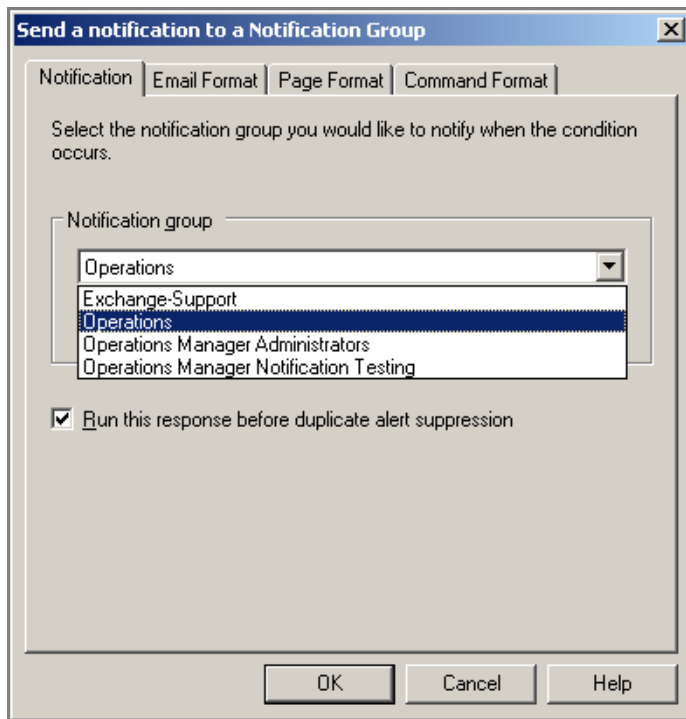 Send a notification to a Notification Group
Notification
Email Format
Page Format
Command Format
Select the notification group you would like to notify when the condition
occurs.
Notification group
Operations
Exchange-Support
Operations
Operations Manager Administrators
Operations Manager Notification Testing
Run this response before duplicate alert suppression
OK
Cancel
Help